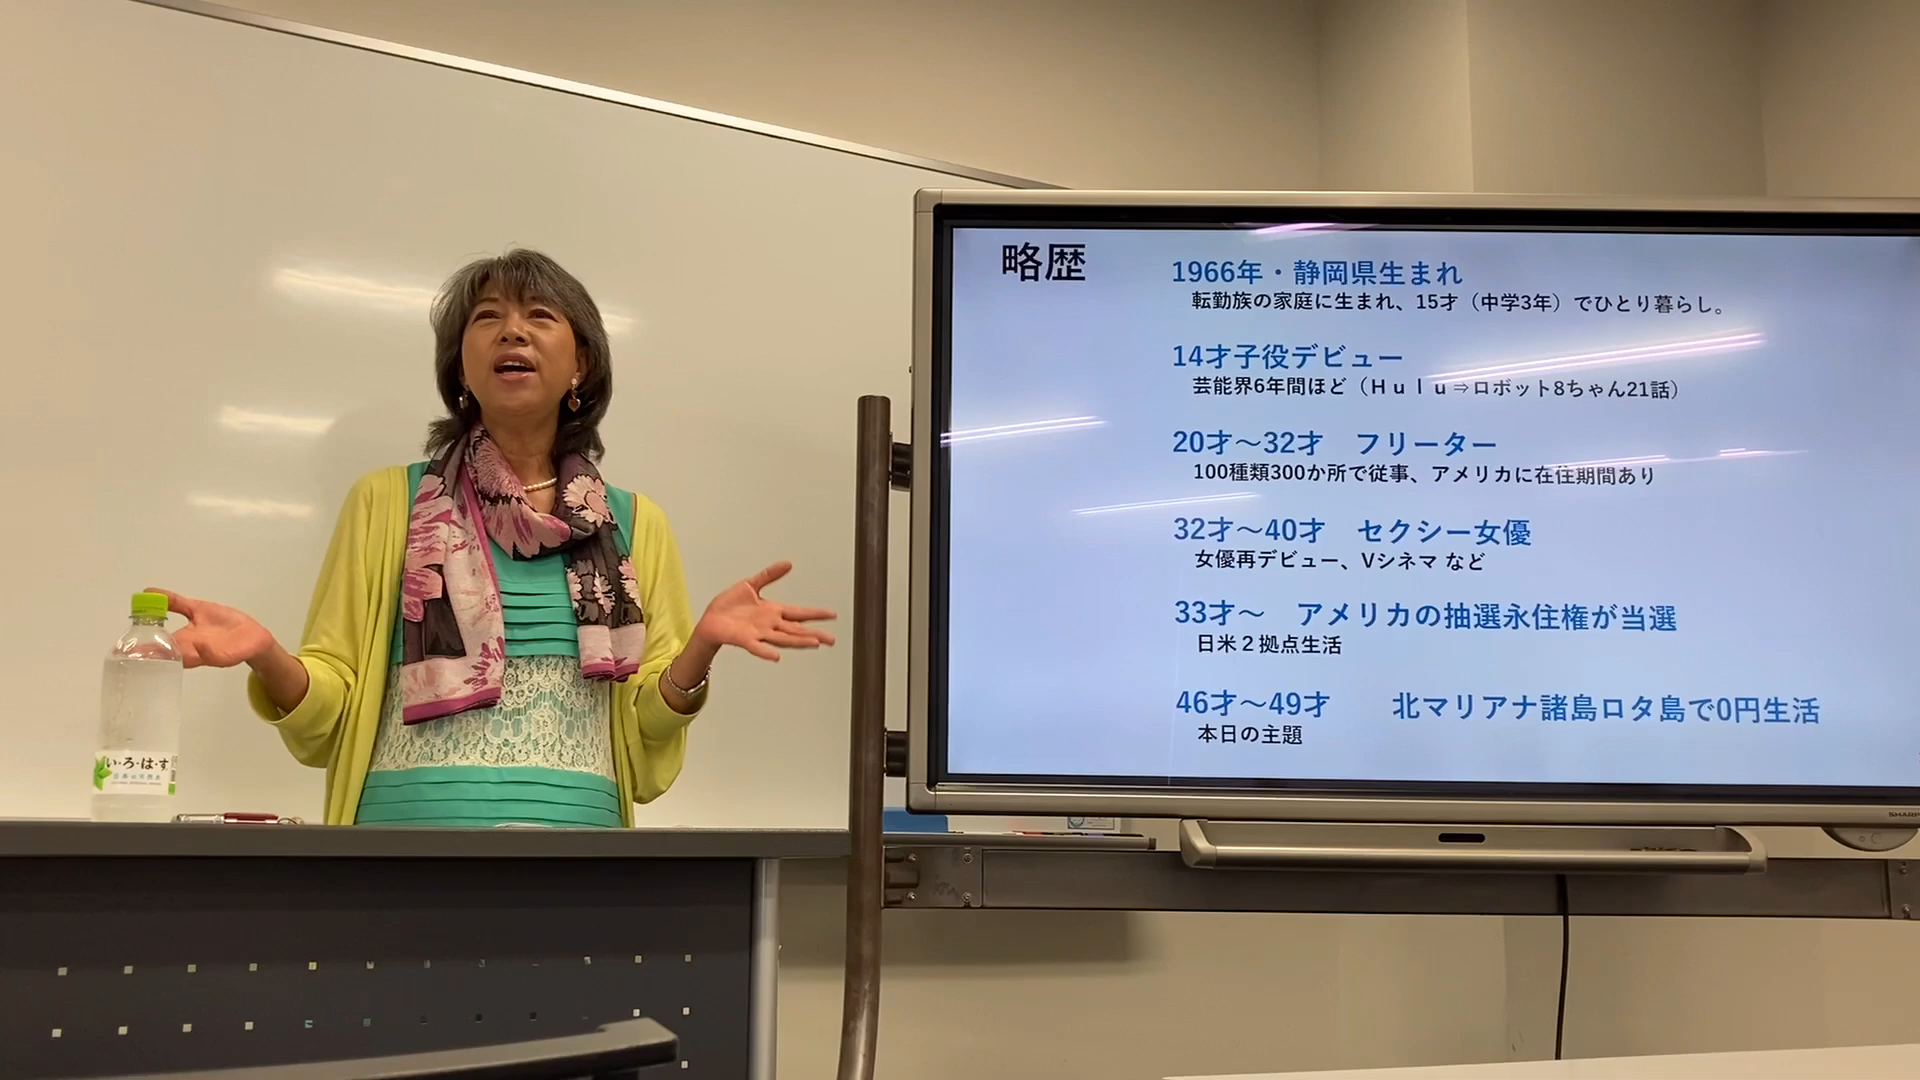 略歴
1966年・静岡県生まれ
転勤族の家庭に生まれ、15才（中学3年）でひとり暮らし。
14才子役デビュー
芸能界6年間ほど（Ｈｕｌｕ⇒ロボット8ちゃん21話）
20才～32才　フリーター
100種類300か所で従事、アメリカに在住期間あり
32才～40才　セクシー女優
女優再デビュー、Vシネマ など
33才～　アメリカの抽選永住権が当選
日米２拠点生活
46才～49才　　北マリアナ諸島ロタ島で0円生活
本日の主題
い・ろ・は・す
SHARP